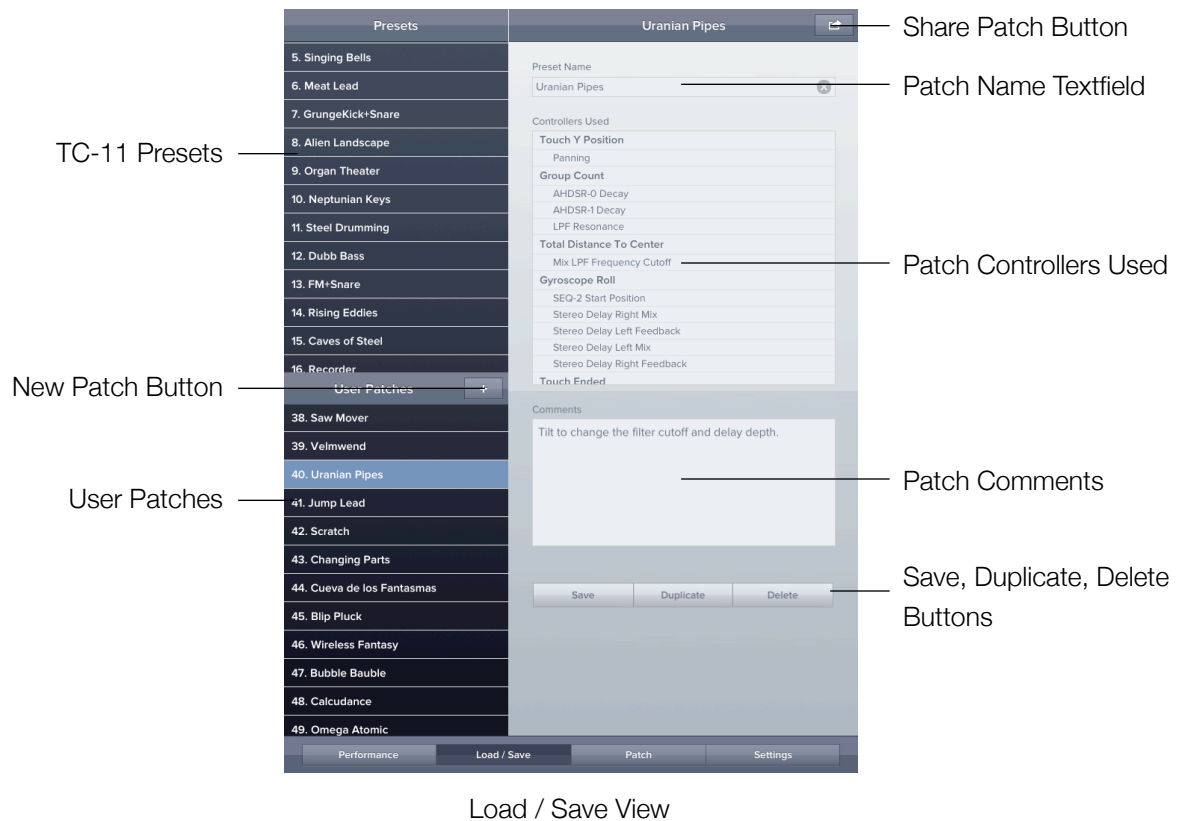 Presets
Uranian Pipes
Share Patch Button
5. Singing Bells
6. Meat Lead
7. GrungeKick+Snare
8. Alien Landscape
9. Organ Theater
10. Neptunian Keys
11. Steel Drumming
12. Dubb Bass
13. FM+Snare
14. Rising Eddies
15. Caves of Steel
16. Recorder
TC-11 Presets
User Patches
+
New Patch Button
38. Saw Mover
39. Velmwend
40. Uranian Pipes
41. Jump Lead
42. Scratch
43. Changing Parts
44. Cueva de los Fantasmas
45. Blip Pluck
46. Wireless Fantasy
47. Bubble Bauble
48. Calcudance
49. Omega Atomic
User Patches
Preset Name
Uranian Pipes
Patch Name Textfield
Controllers Used
Touch Y Position
Panning
Group Count
AHDSR-0 Decay
AHDSR-1 Decay
LPF Resonance
Total Distance To Center
Mix LPF Frequency Cutoff
Gyroscope Roll
SEQ-2 Start Position
Stereo Delay Right Mix
Stereo Delay Left Feedback
Stereo Delay Left Mix
Stereo Delay Right Feedback
Touch Ended
Patch Controllers Used
Comments
Tilt to change the filter cutoff and delay depth.
Patch Comments
Save
Duplicate
Delete
Save, Duplicate, Delete
Buttons
Performance
Load / Save
Patch
Settings
Load / Save View